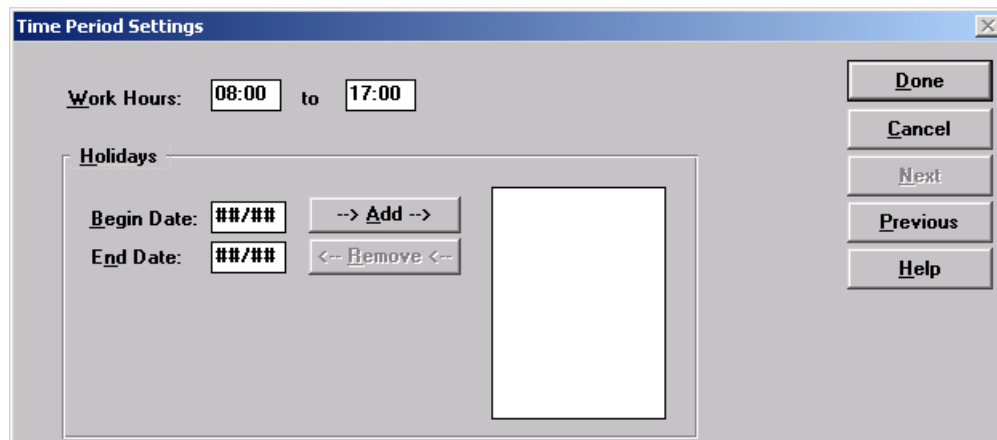 Time Period Settings
Work Hours: 08:00 to 17:00
Holidays
Begin Date: ##/## --> Add -->
End Date: ##/## <-- Remove <--
Done
Cancel
Next
Previous
Help